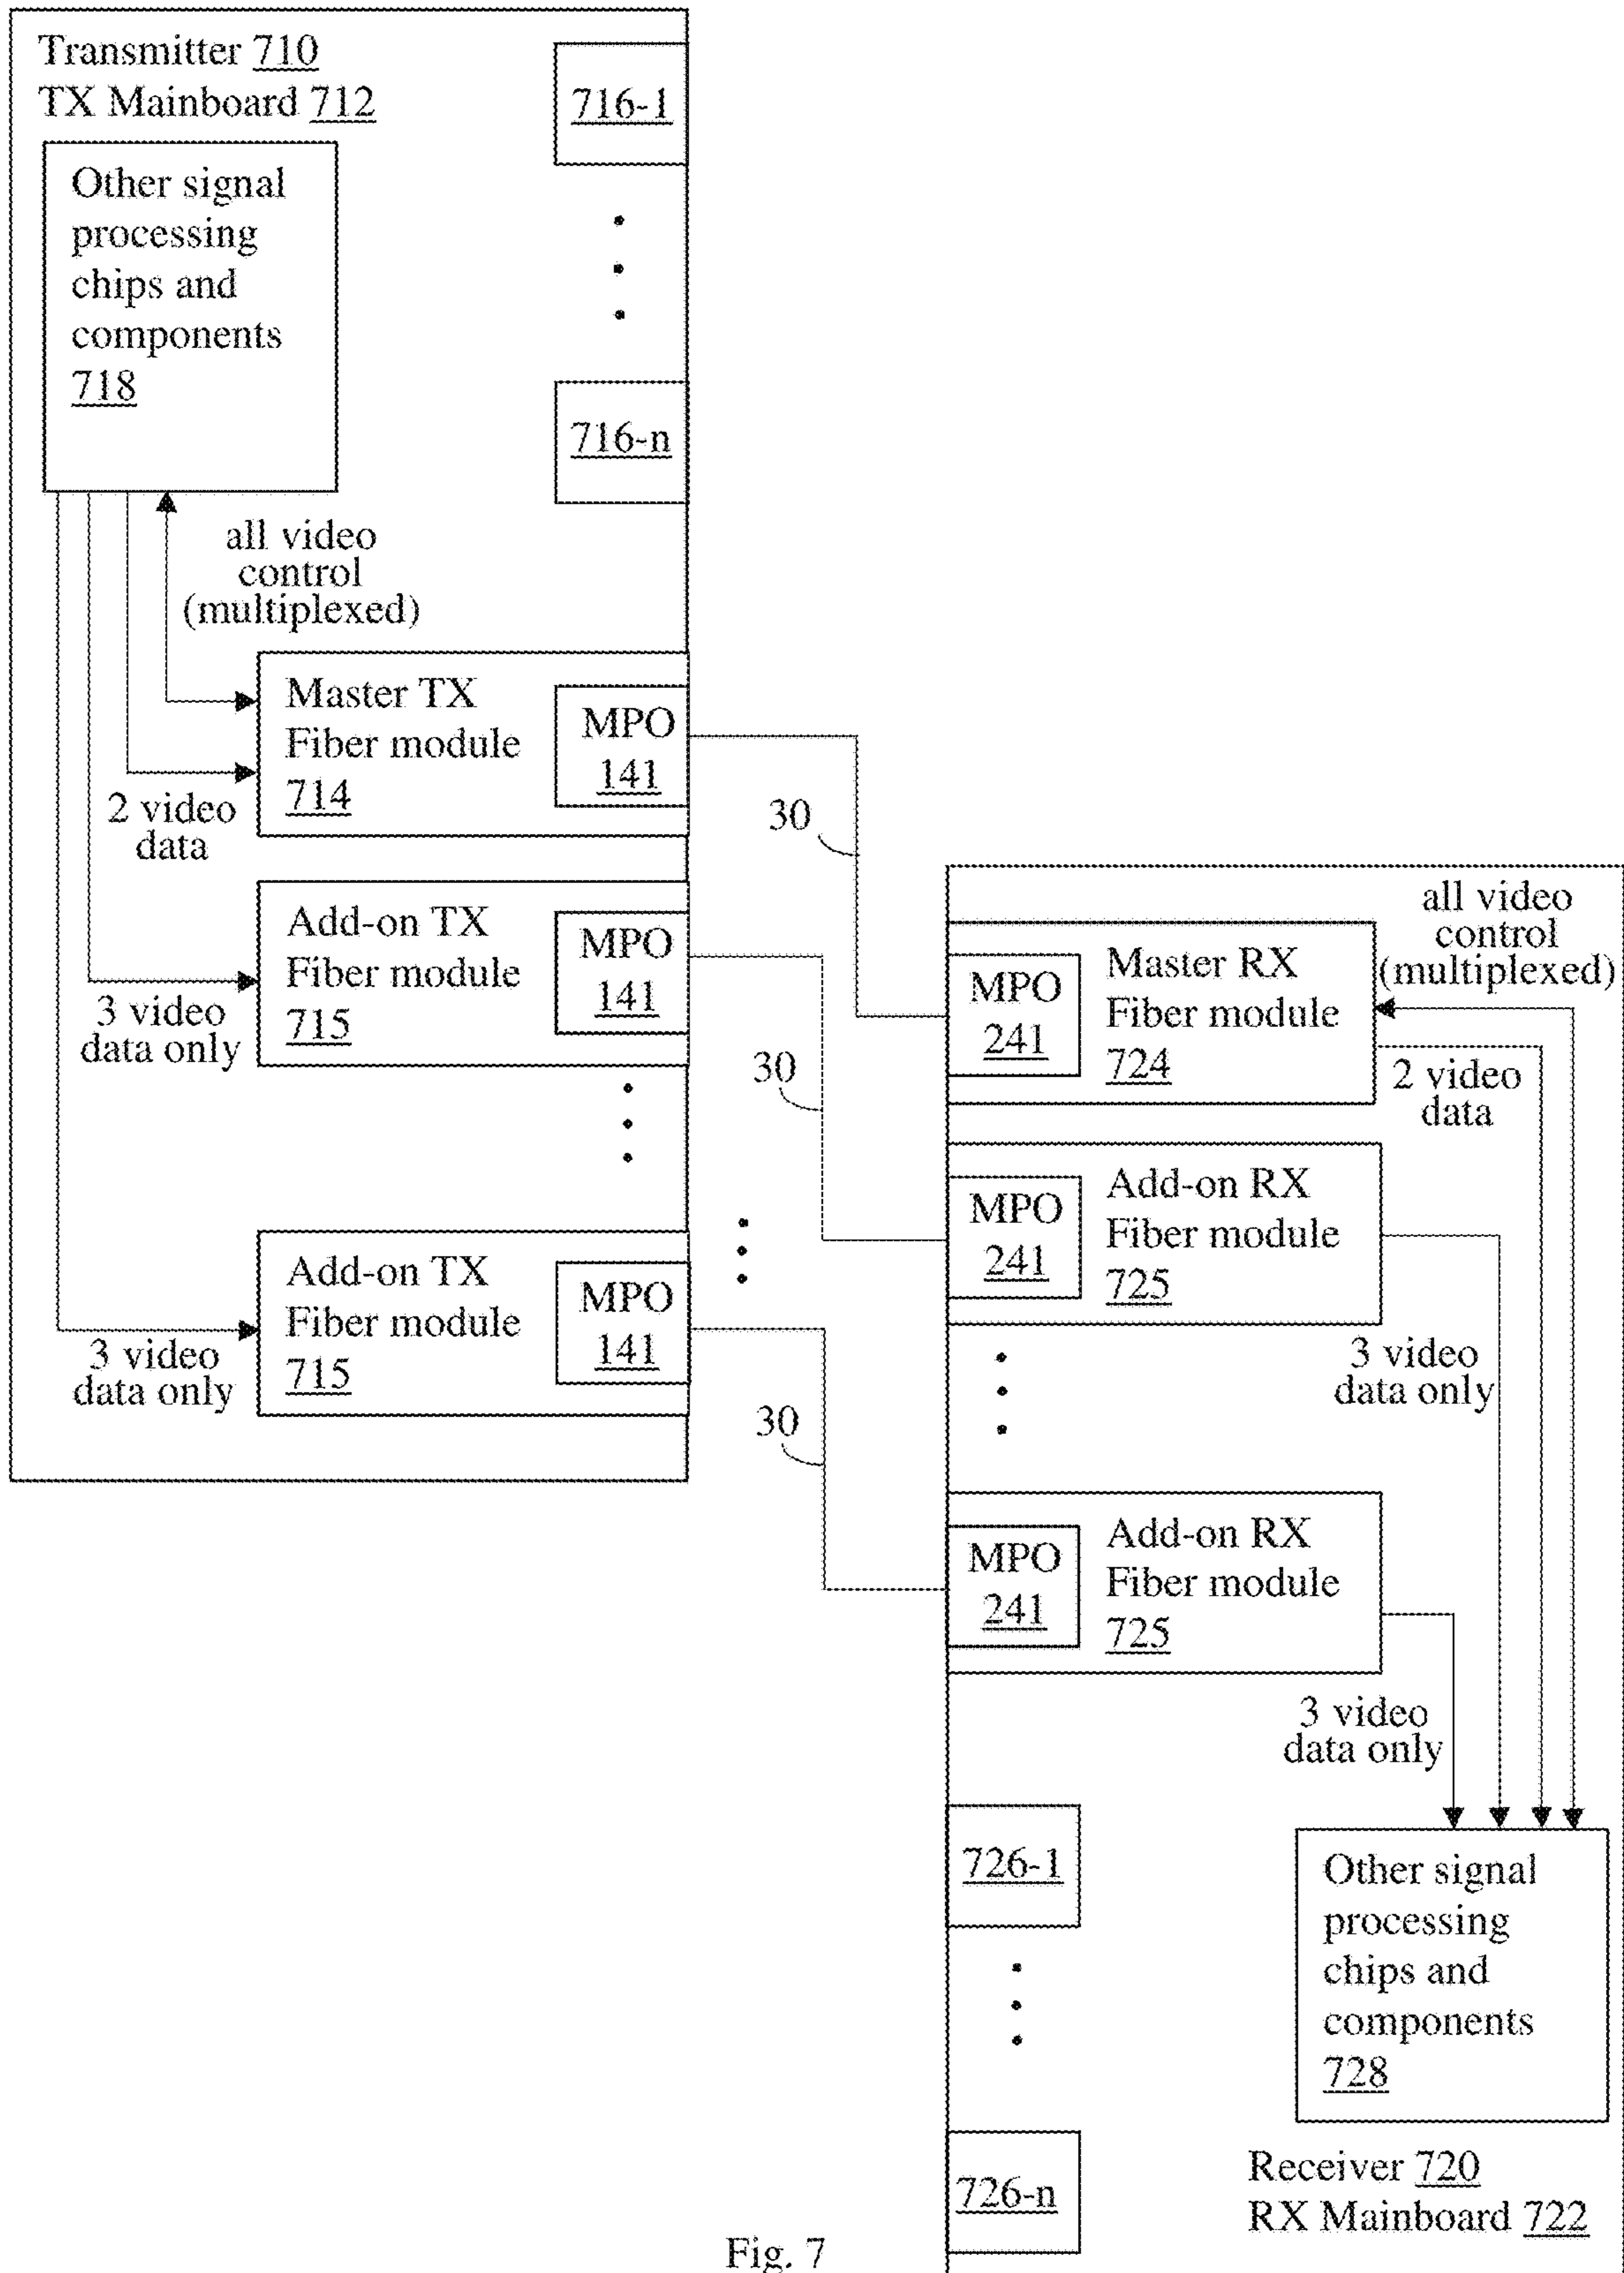 Transmitter 710
TX Mainboard 712
716-1
Other signal
processing
chips and
components
718
716-n
all video
control
(multiplexed)
Master TX
Fiber module
714
MPO
141
2 video
data
30
Add-on TX
Fiber module
715
MPO
141
3 video
data only
30
Add-on TX
Fiber module
715
MPO
141
3 video
data only
30
all video
control
(multiplexed)
MPO
241
Master RX
Fiber module
724
2 video
data
MPO
241
Add-on RX
Fiber module
725
3 video
data only
MPO
241
Add-on RX
Fiber module
725
3 video
data only
726-1
Other signal
processing
chips and
components
728
726-n
Receiver 720
RX Mainboard 722
Fig. 7